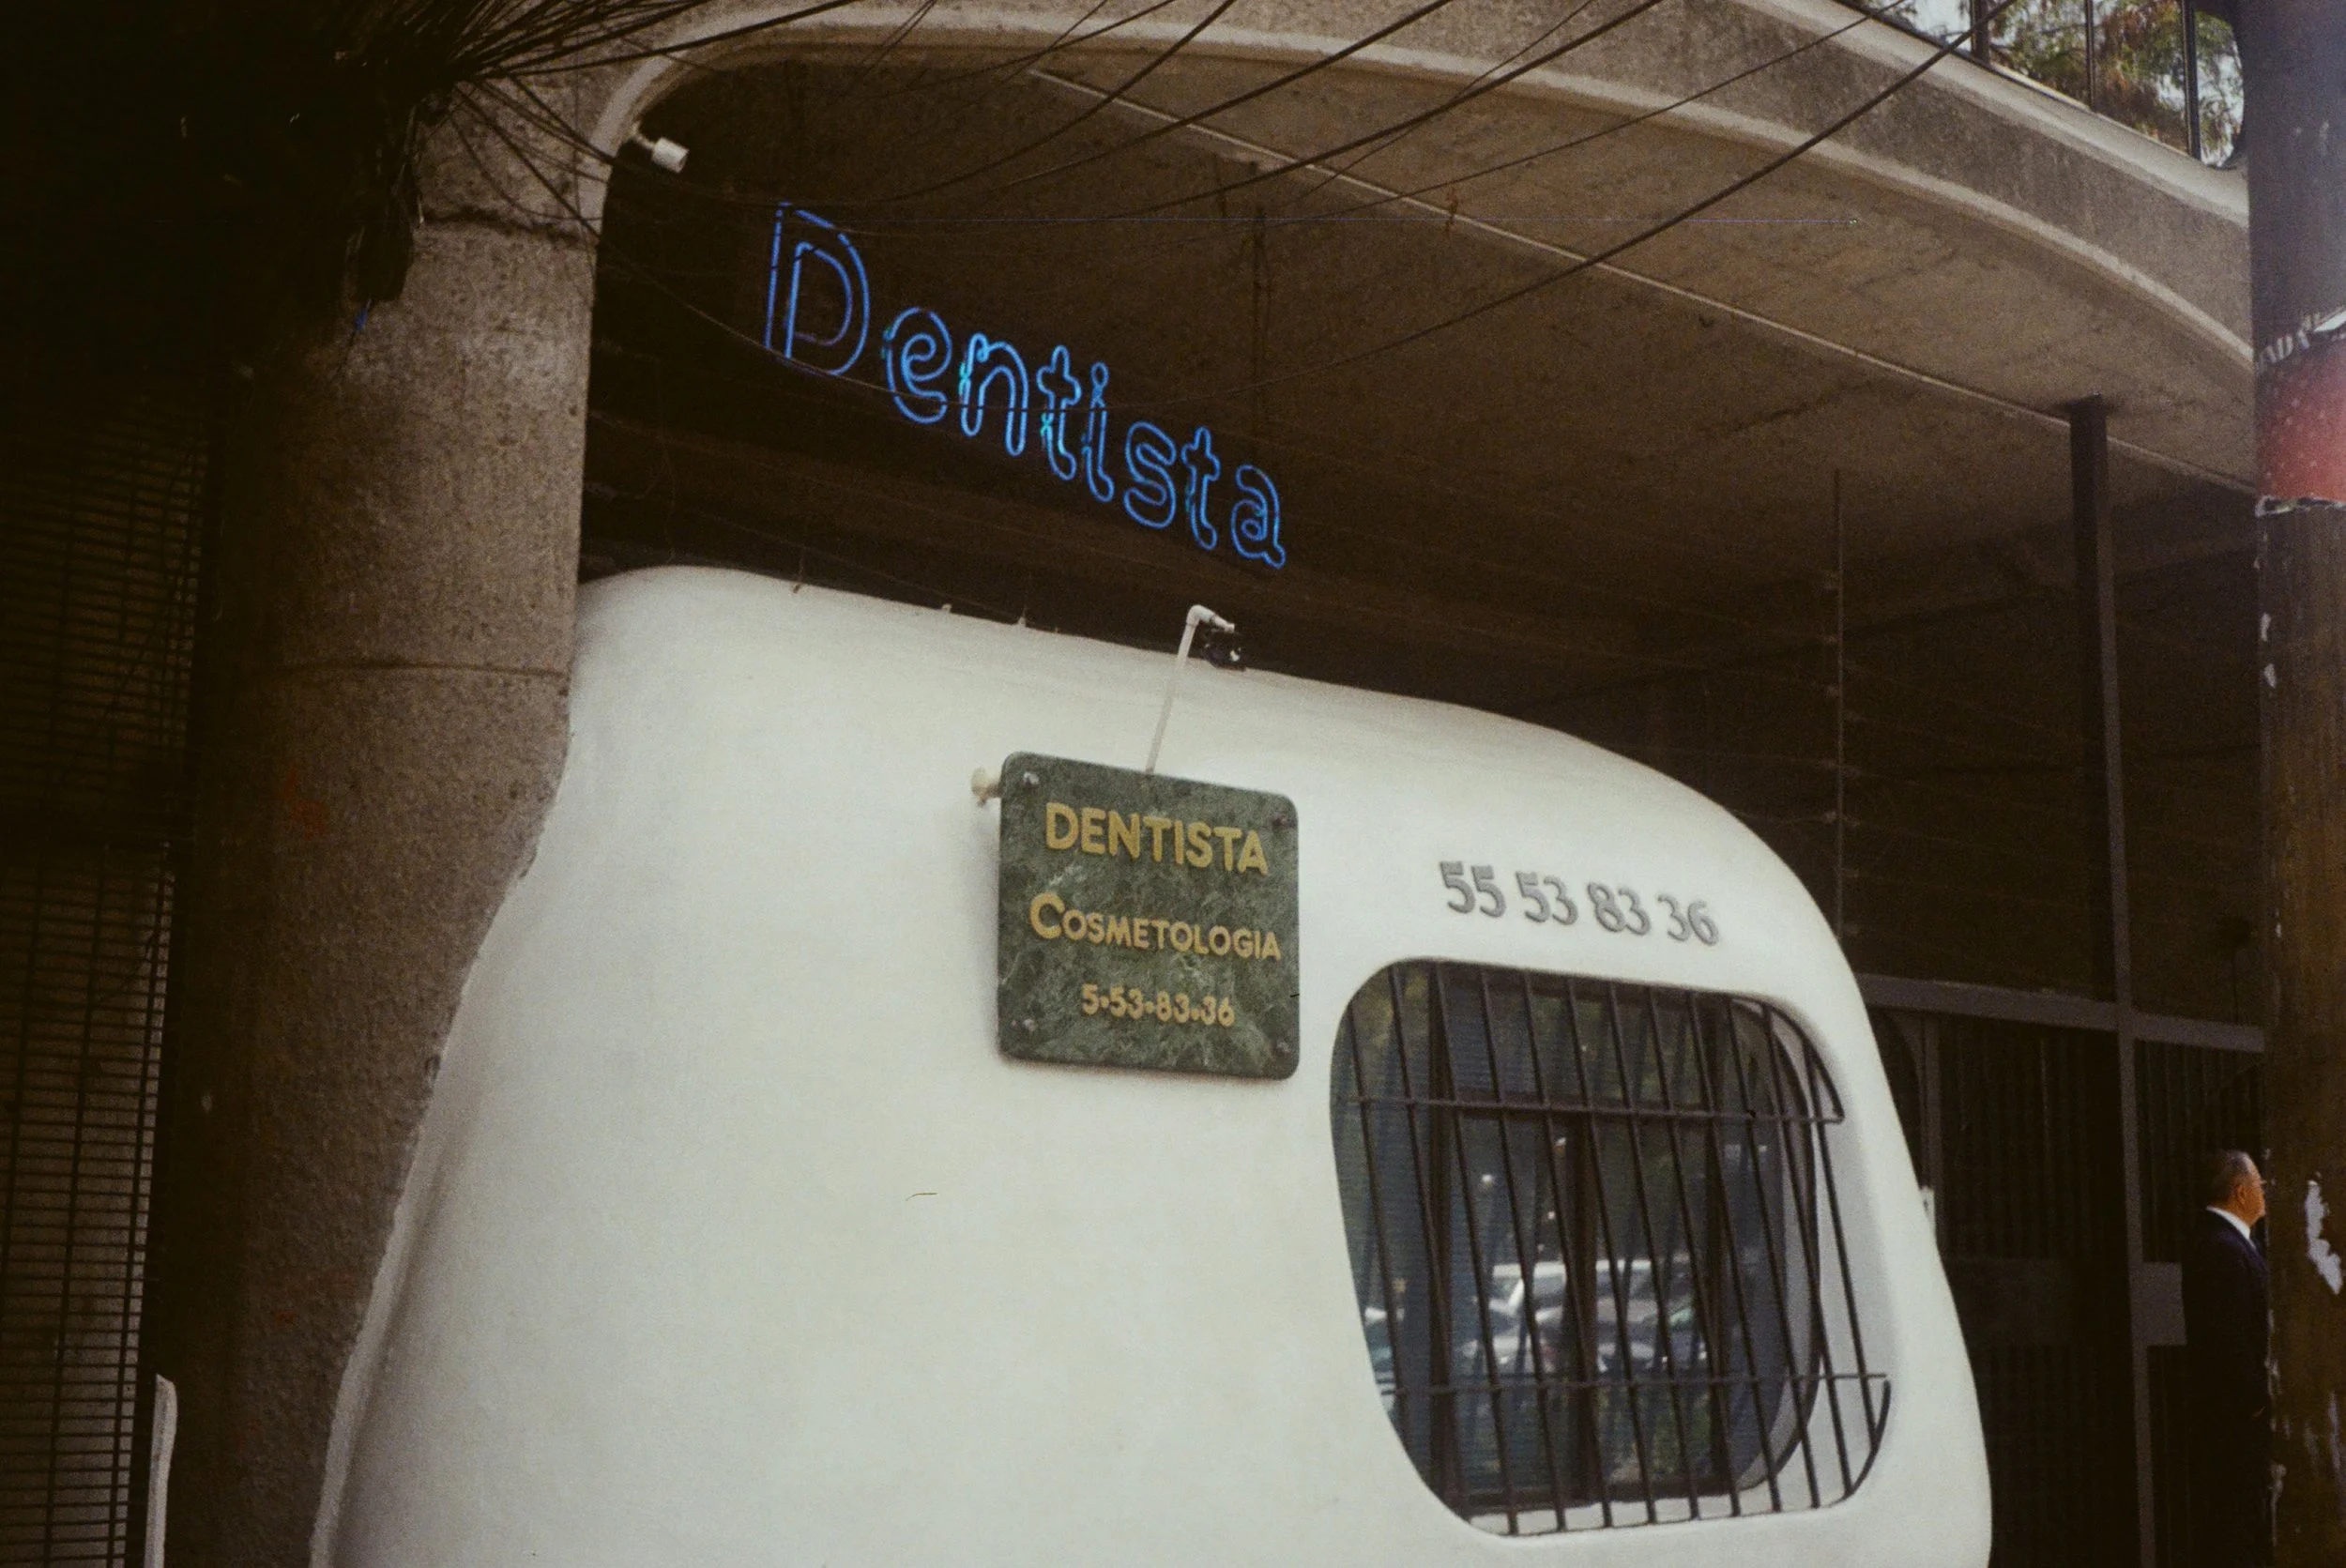 Dentista
DENTISTA
COSMETOLOGIA
5•53•83•36
55 53 83 36